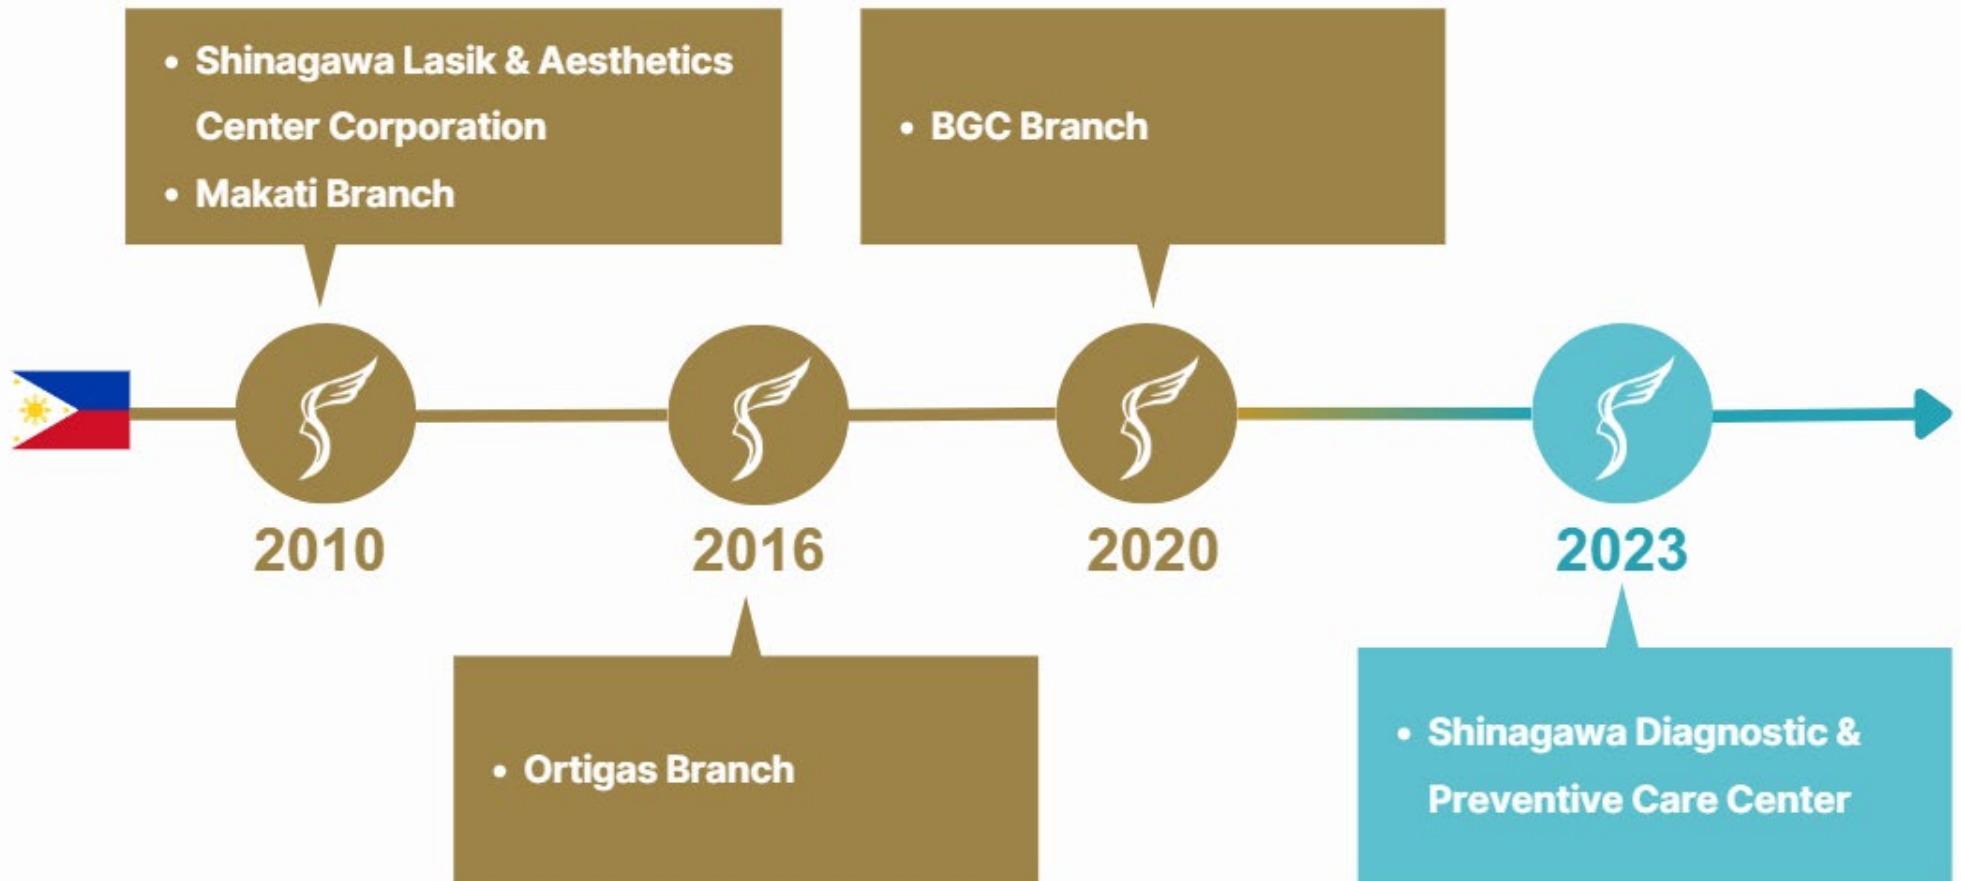 • Shinagawa Lasik & Aesthetics
Center Corporation
• Makati Branch
• BGC Branch
2010
2016
2020
2023
• Ortigas Branch
• Shinagawa Diagnostic &
Preventive Care Center